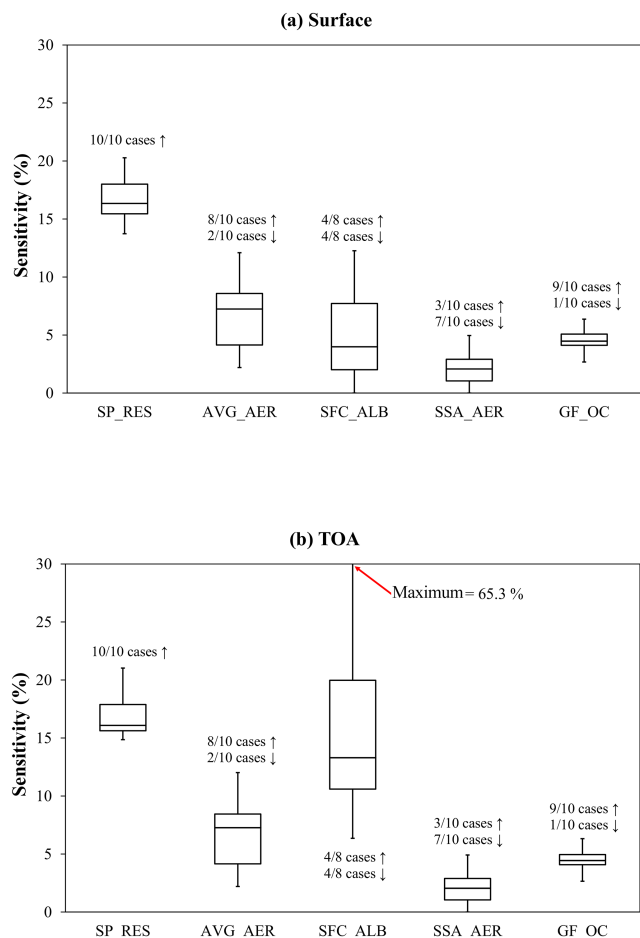 (a) Surface
Sensitivity (%)
30
25
20
15
10
5
0
10/10 cases ↑
8/10 cases ↑
2/10 cases ↓
4/8 cases ↑
4/8 cases ↓
3/10 cases ↑
7/10 cases ↓
9/10 cases ↑
1/10 cases ↓
SP_RES AVG_AER SFC_ALB SSA_AER GF_OC
(b) TOA
Sensitivity (%)
30
25
20
15
10
5
0
Maximum = 65.3 %
10/10 cases ↑
8/10 cases ↑
2/10 cases ↓
4/8 cases ↑
4/8 cases ↓
3/10 cases ↑
7/10 cases ↓
9/10 cases ↑
1/10 cases ↓
SP_RES AVG_AER SFC_ALB SSA_AER GF_OC